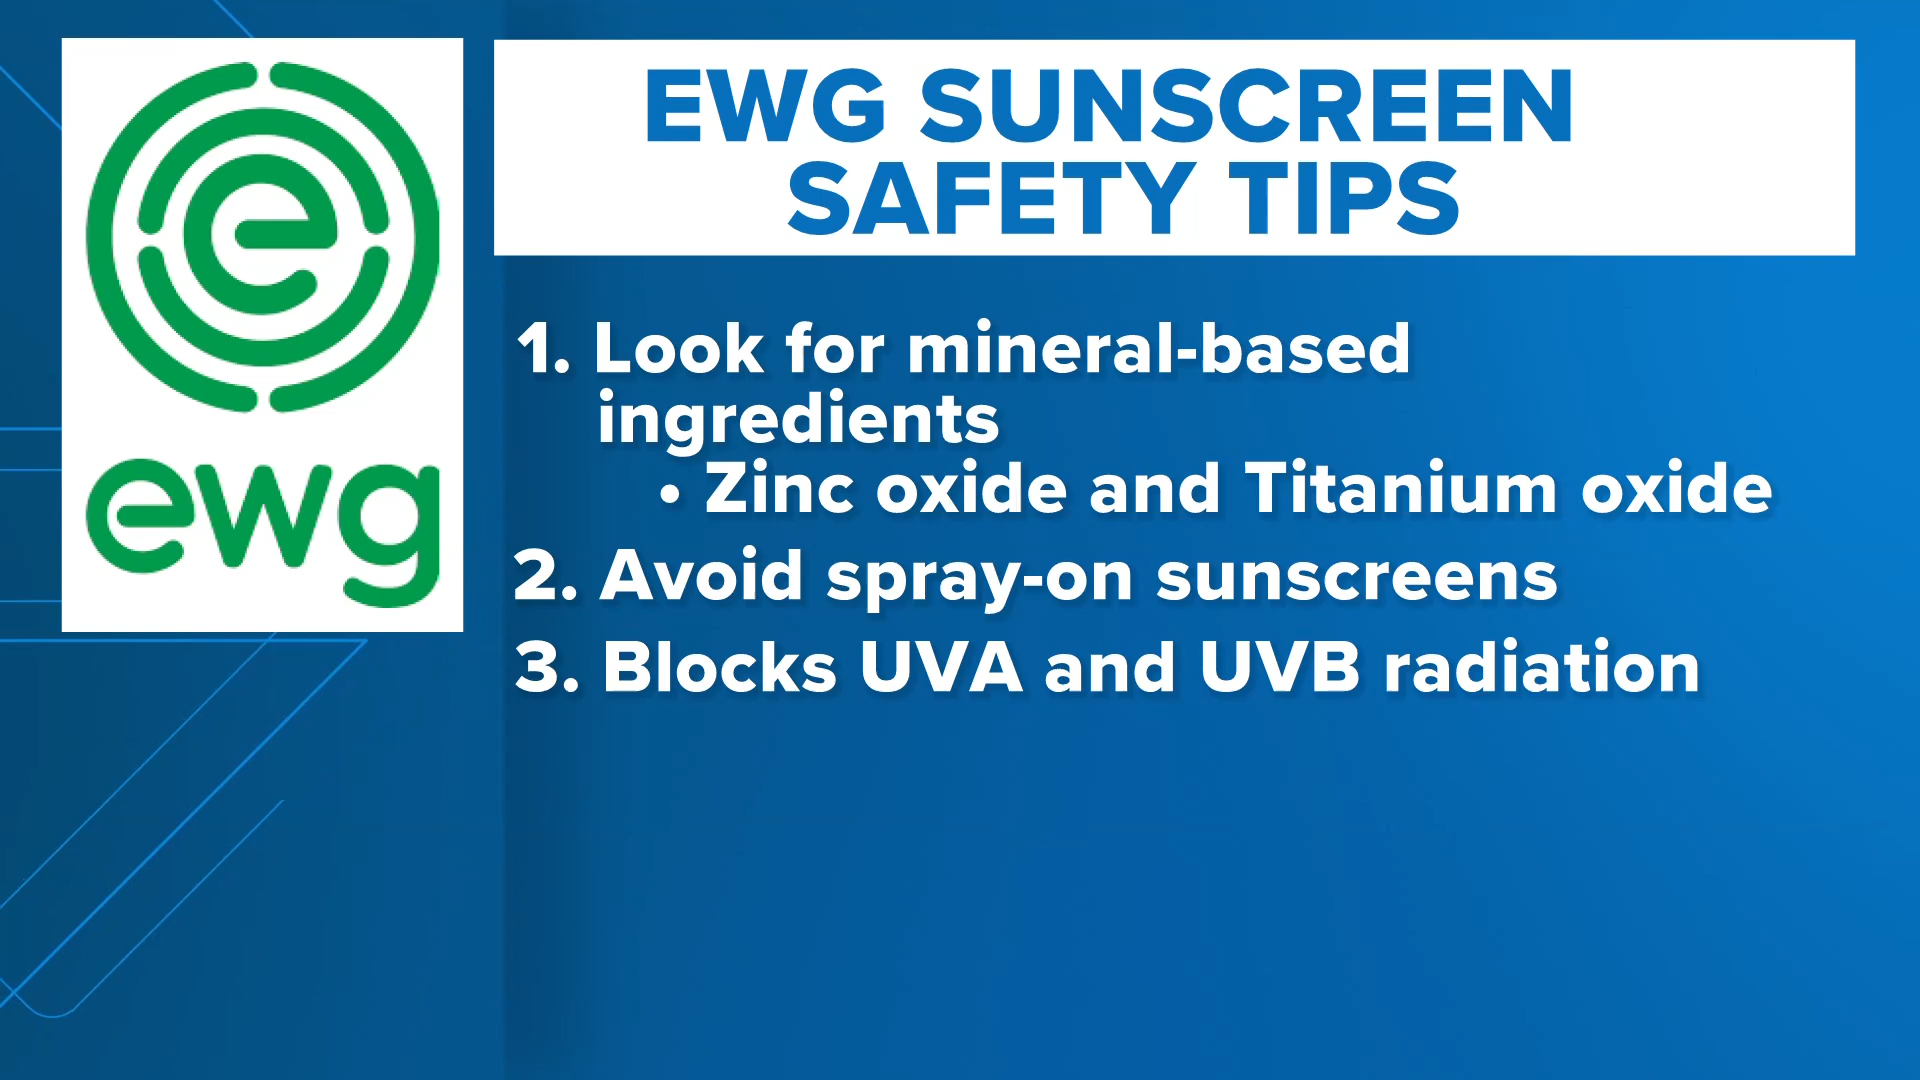 e
ewg
EWG SUNSCREEN
SAFETY TIPS
1. Look for mineral-based
ingredients
• Zinc oxide and Titanium oxide
2. Avoid spray-on sunscreens
3. Blocks UVA and UVB radiation